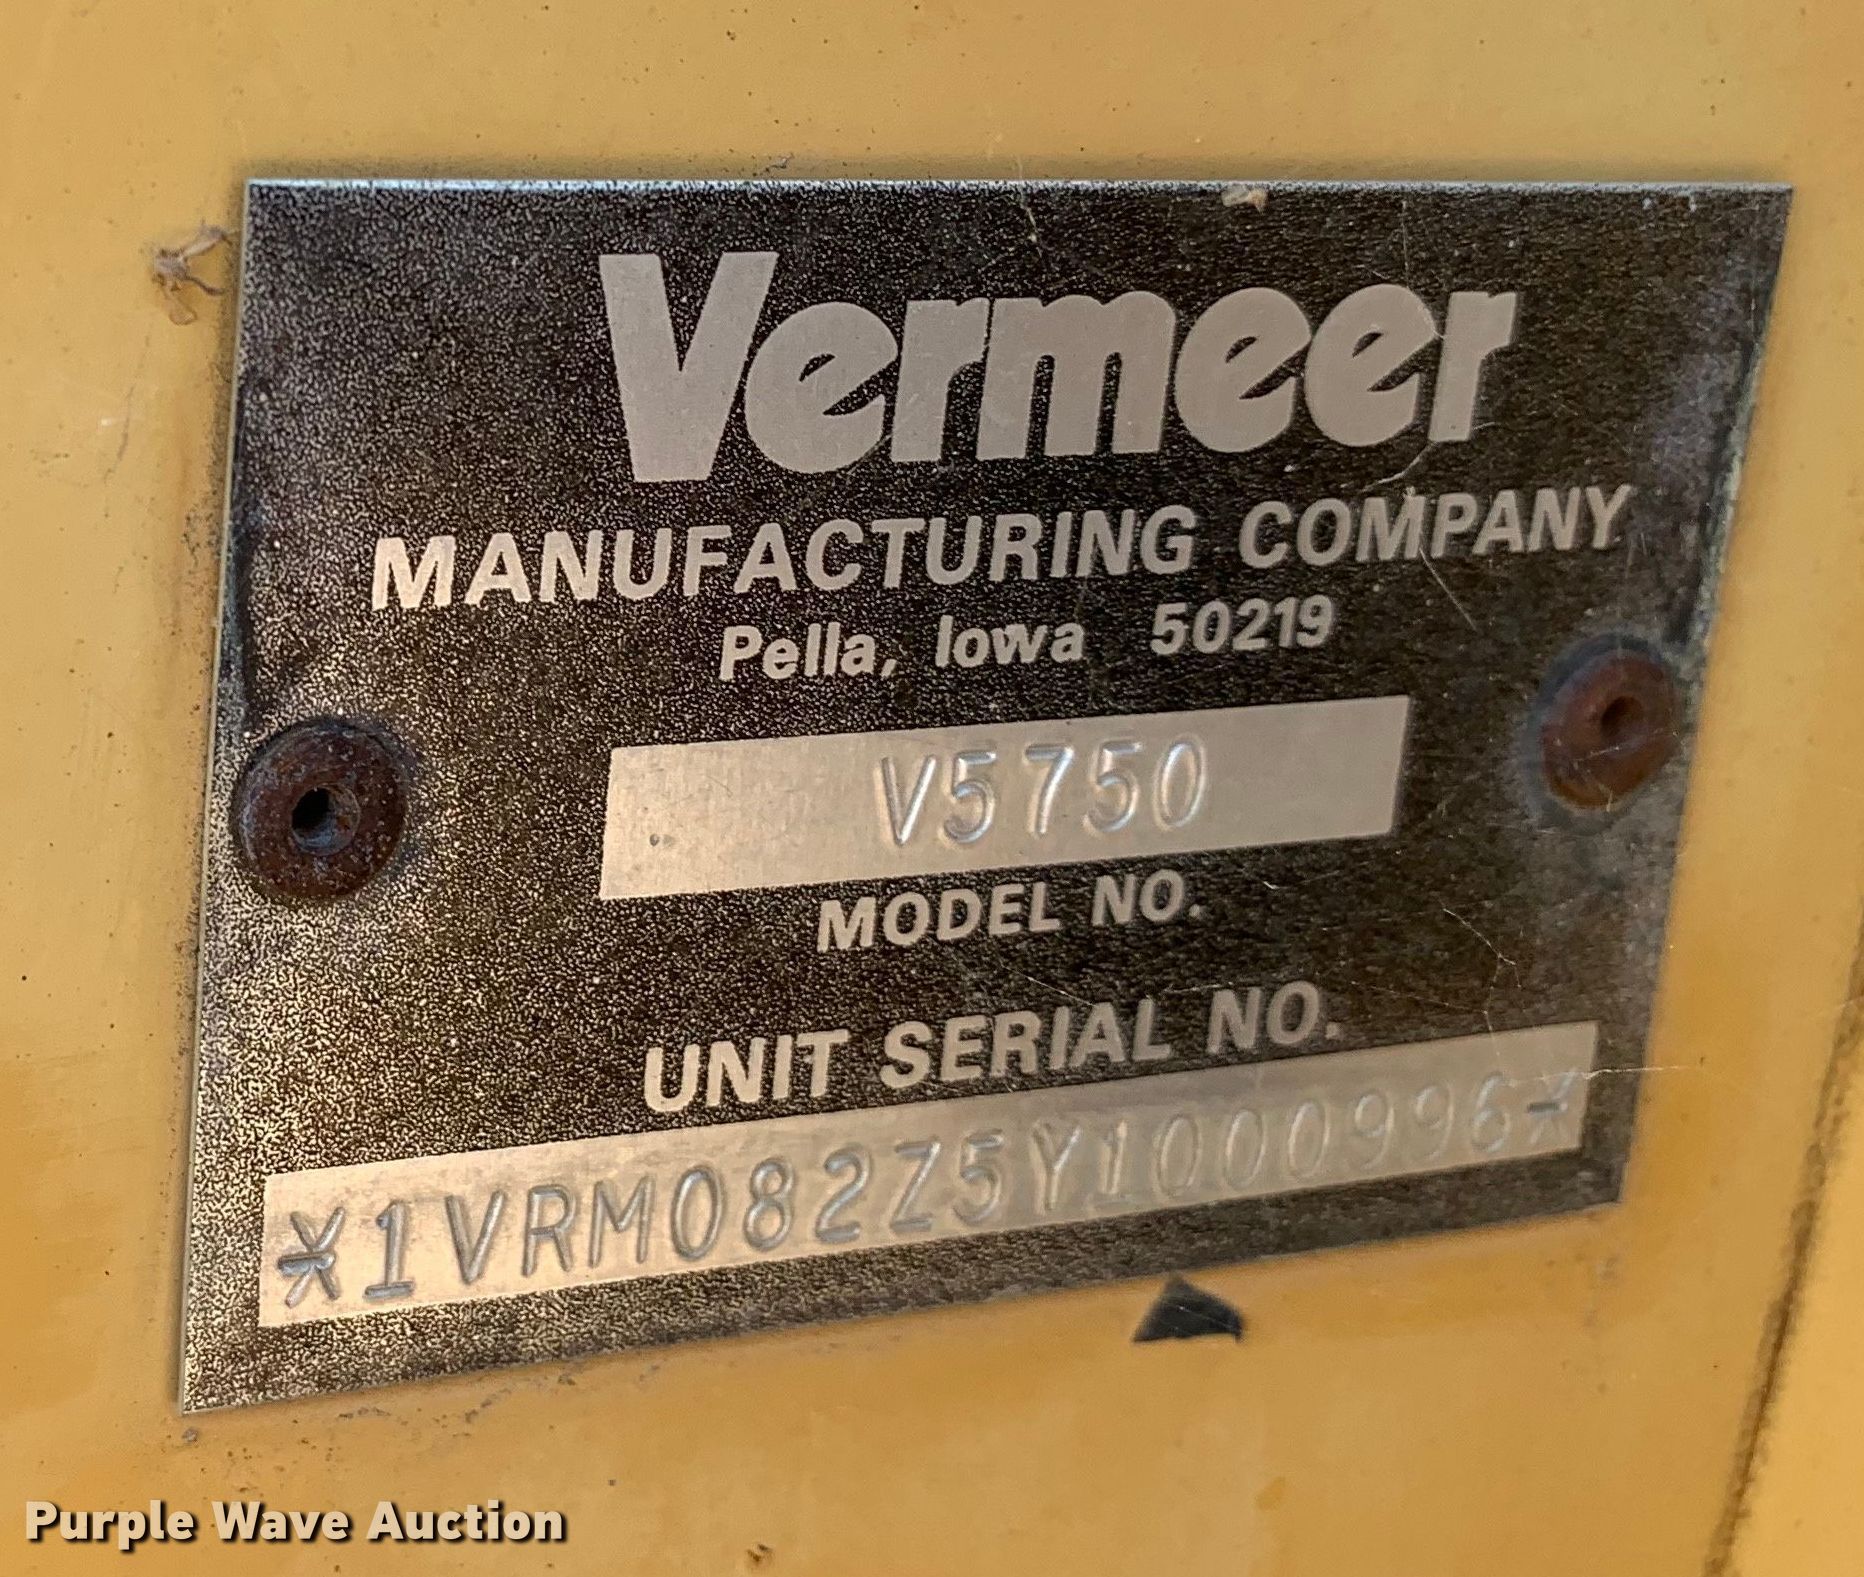 Vermeer
MANUFACTURING COMPANY
Pella, Iowa 50219
V5750
MODEL NO.
UNIT SERIAL NO.
*1VRM082Z5Y1000996*
Purple Wave Auction